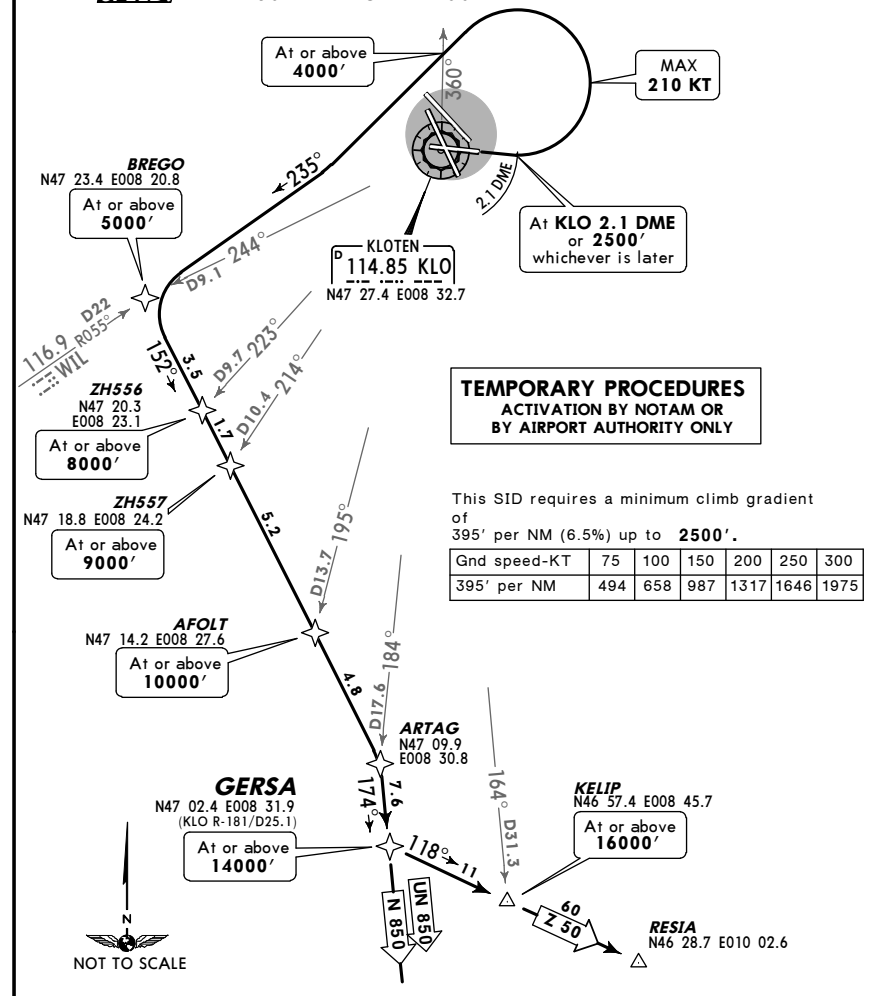 At or above
4000'
360°
MAX
210 KT
BREGO
N47 23.4 E008 20.8
At or above
5000'
235°
2.1 DME
At KLO 2.1 DME
or 2500'
whichever is later
D9.1 244°
KLOTEN
D 114.85 KLO
N47 27.4 E008 32.7
D22
116.9 R055°
WIL
152°
3.5
D9.7 223°
ZH556
N47 20.3
E008 23.1
At or above
8000'
1.7
D10.4 214°
TEMPORARY PROCEDURES
ACTIVATION BY NOTAM OR
BY AIRPORT AUTHORITY ONLY
ZH557
N47 18.8 E008 24.2
At or above
9000'
5.2
This SID requires a minimum climb gradient
of
395' per NM (6.5%) up to 2500'.
Gnd speed-KT 75 100 150 200 250 300
395' per NM 494 658 987 1317 1646 1975
D13.7 195°
AFOLT
N47 14.2 E008 27.6
At or above
10000'
4.8
D17.6 184°
ARTAG
N47 09.9
E008 30.8
7.6
174°
GERSA
N47 02.4 E008 31.9
(KLO R-181/D25.1)
At or above
14000'
164° D31.3
KELIP
N46 57.4 E008 45.7
At or above
16000'
118° 11
N 850
UN 850
60
Z 50
RESIA
N46 28.7 E010 02.6
N
NOT TO SCALE